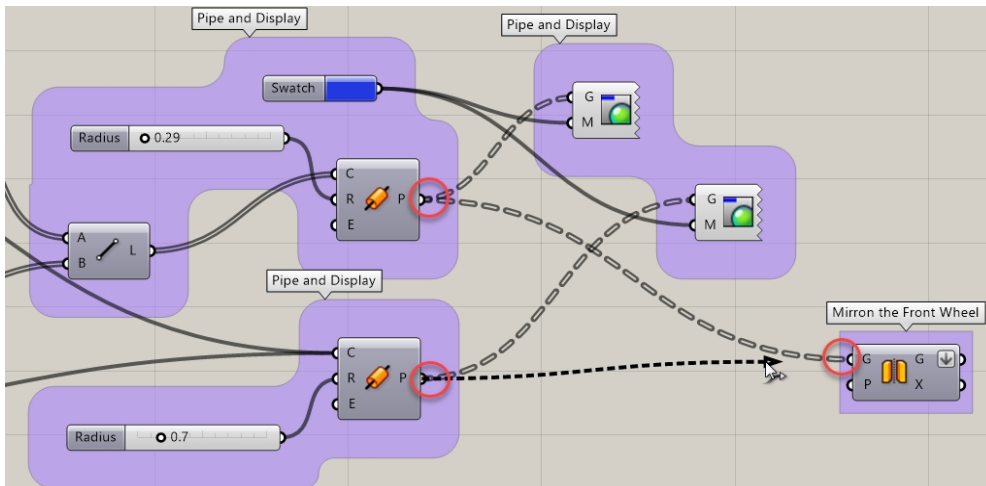 Pipe and Display
Pipe and Display
Swatch
G
M
Radius
0.29
C
R P
E
G
M
A
B
L
Pipe and Display
Mirron the Front Wheel
C
R P
E
G G
P X
Radius
0.7